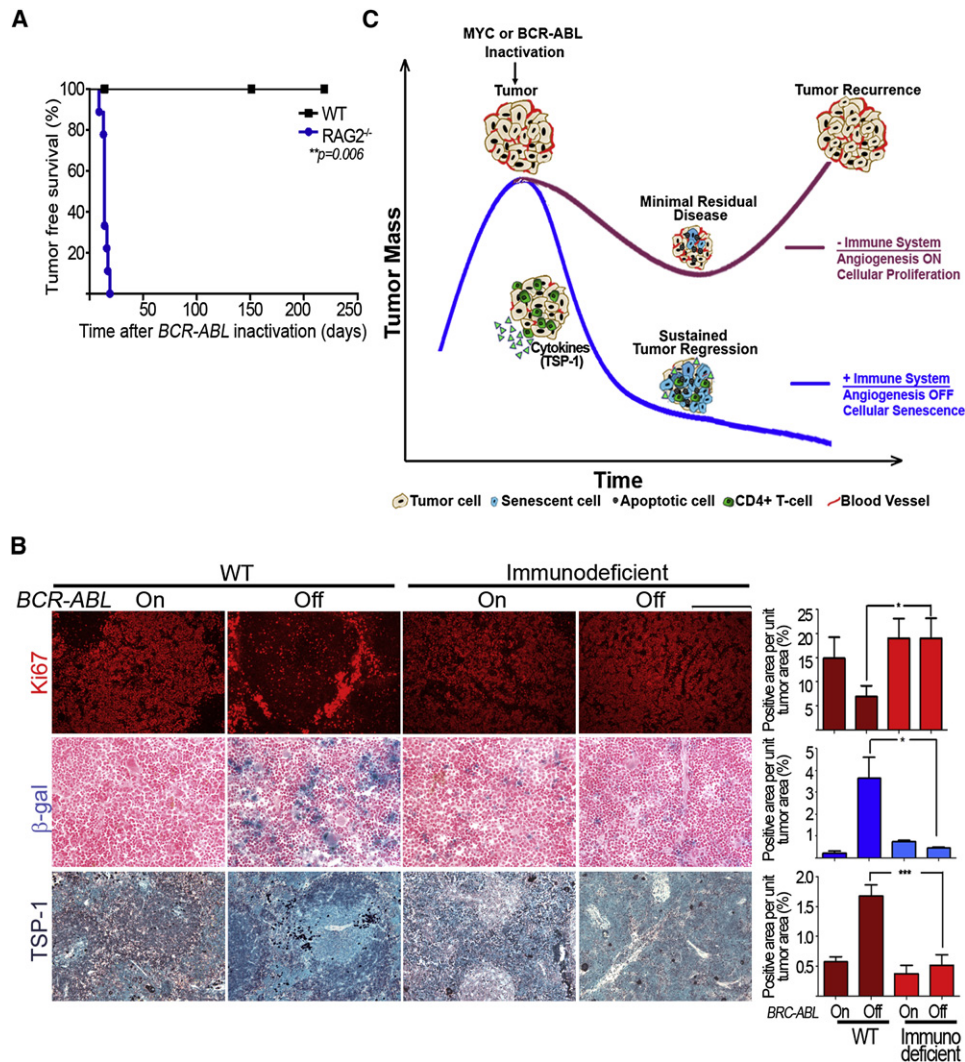 A
Tumor free survival (%)
100
80
60
40
20
WT
RAG2-/-
**p=0.006
50 100 150 200 250
Time after BCR-ABL inactivation (days)
C
MYC or BCR-ABL
Inactivation
Tumor
Tumor Recurrence
Minimal Residual
Disease
- Immune System
Angiogenesis ON
Cellular Proliferation
Cytokines
(TSP-1)
Sustained
Tumor Regression
+ Immune System
Angiogenesis OFF
Cellular Senescence
Tumor Mass
Time
Tumor cell Senescent cell Apoptotic cell CD4+ T-cell Blood Vessel
B
WT Immunodeficient
BCR-ABL On Off On Off
Ki67
Positive area per unit
tumor area (%)
25
20
15
10
5
*
β-gal
Positive area per unit
tumor area (%)
5
4
3
2
1
*
TSP-1
Positive area per unit
tumor area (%)
2.0
1.5
1.0
0.5
***
BRC-ABL On Off On Off
WT Immuno
deficient